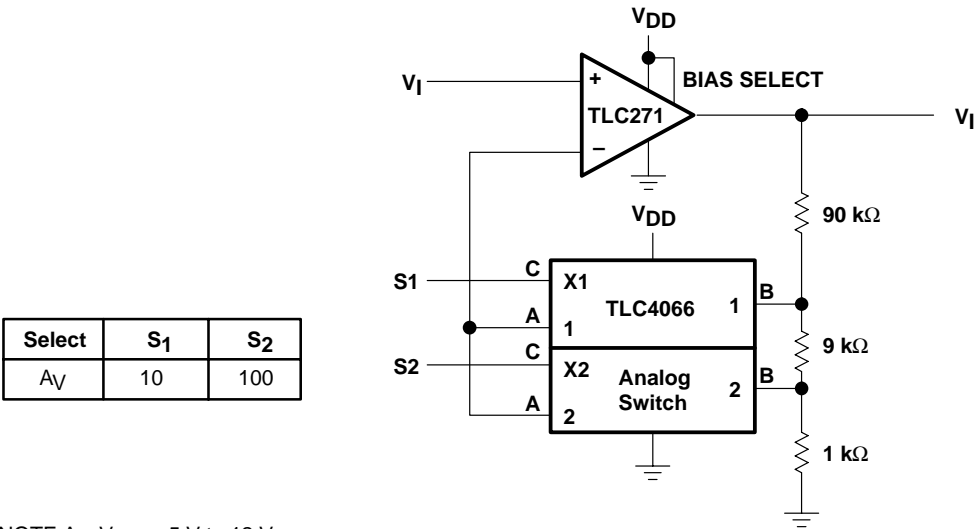 VDD
BIAS SELECT
VI
+
TLC271
–
VI
90 kΩ
VDD
S1
C
X1
TLC4066
1
B
A
1
9 kΩ
S2
C
X2
Analog
Switch
2
B
A
2
1 kΩ
Select S1 S2
AV 10 100